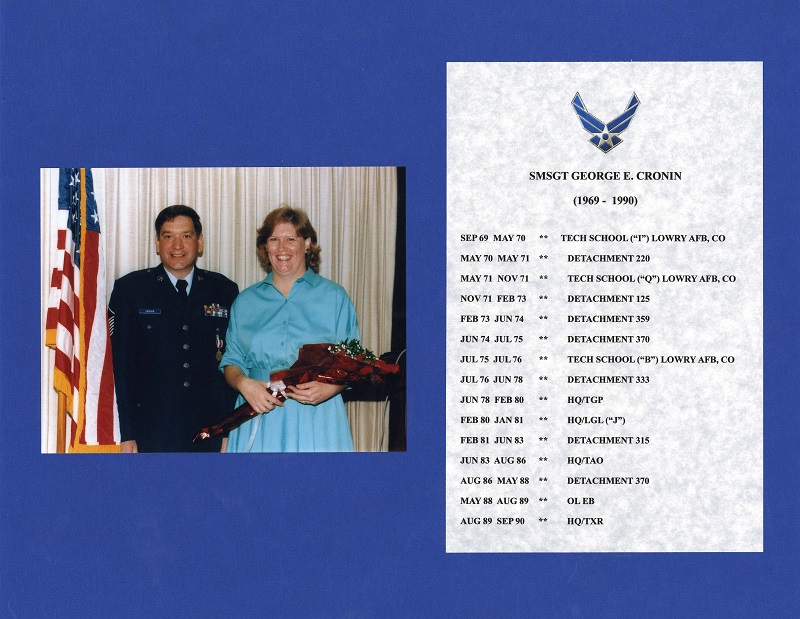 SMSGT GEORGE E. CRONIN
(1969 - 1990)
SEP 69 MAY 70 ** TECH SCHOOL ("I") LOWRY AFB, CO
MAY 70 MAY 71 ** DETACHMENT 220
MAY 71 NOV 71 ** TECH SCHOOL ("Q") LOWRY AFB, CO
NOV 71 FEB 73 ** DETACHMENT 125
FEB 73 JUN 74 ** DETACHMENT 359
JUN 74 JUL 75 ** DETACHMENT 370
JUL 75 JUL 76 ** TECH SCHOOL ("B") LOWRY AFB, CO
JUL 76 JUN 78 ** DETACHMENT 333
JUN 78 FEB 80 ** HQ/TGP
FEB 80 JAN 81 ** HQ/LGL ("J")
FEB 81 JUN 83 ** DETACHMENT 315
JUN 83 AUG 86 ** HQ/TAO
AUG 86 MAY 88 ** DETACHMENT 370
MAY 88 AUG 89 ** OL EB
AUG 89 SEP 90 ** HQ/TXR